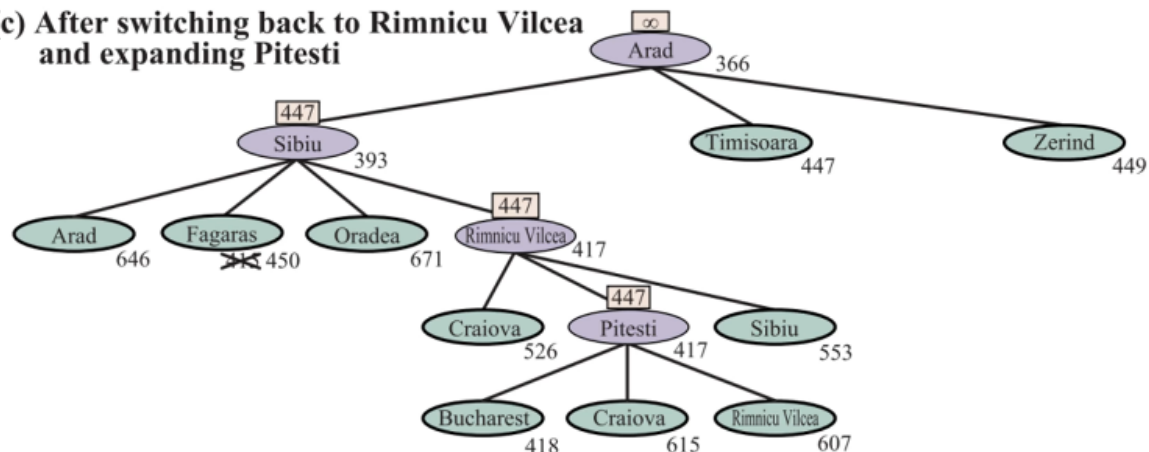 c) After switching back to Rimnicu Vilcea
and expanding Pitesti
∞
Arad
366
447
Sibiu
393
Timisoara
447
Zerind
449
Arad
646
Fagaras
450
Oradea
671
447
Rimnicu Vilcea
417
Craiova
526
447
Pitesti
417
Sibiu
553
Bucharest
418
Craiova
615
Rimnicu Vilcea
607